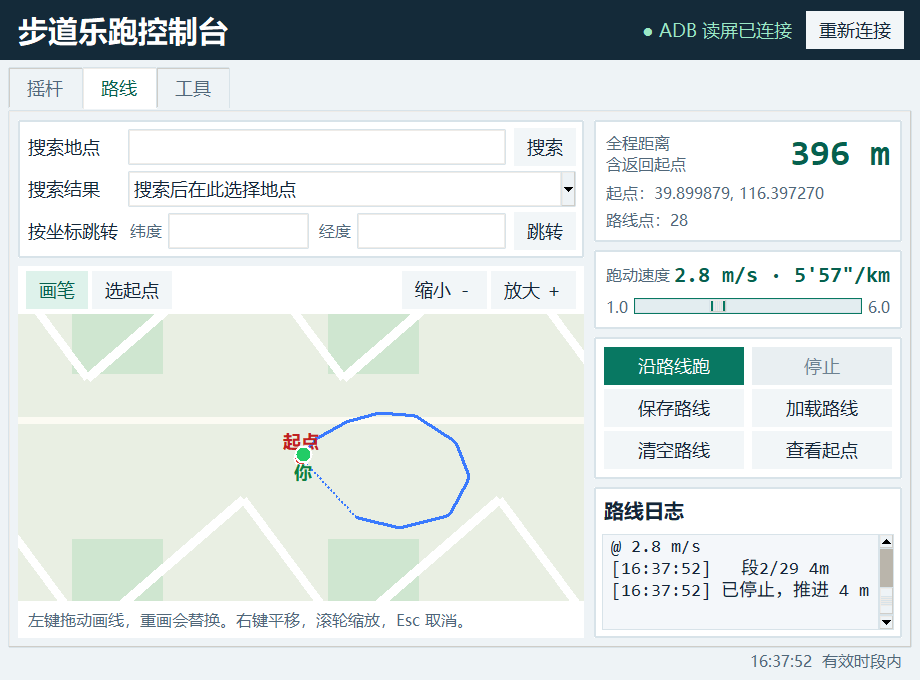 步道乐跑控制台
● ADB 读屏已连接
重新连接
摇杆 路线 工具
搜索地点
搜索
搜索结果
搜索后在此选择地点
按坐标跳转 纬度 经度 跳转
画笔 选起点 缩小 - 放大 +
起点
你
左键拖动画线，重画会替换。右键平移，滚轮缩放，Esc 取消。
全程距离
含返回起点
396 m
起点：39.899879, 116.397270
路线点：28
跑动速度 2.8 m/s · 5'57"/km
1.0 6.0
沿路线跑 停止
保存路线 加载路线
清空路线 查看起点
路线日志
@ 2.8 m/s
[16:37:52] 段2/29 4m
[16:37:52] 已停止，推进 4 m
16:37:52 有效时段内